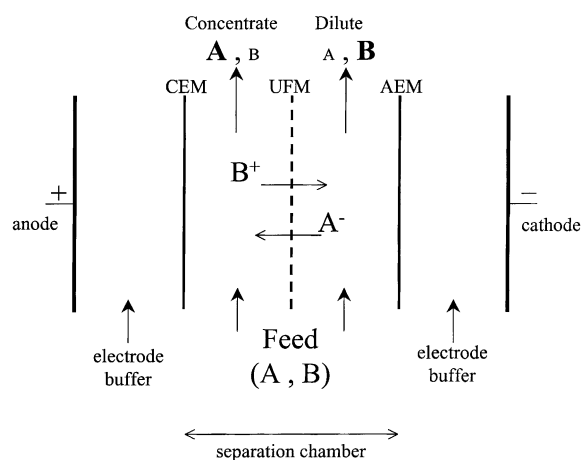 Concentrate Dilute
A , B A , B
CEM UFM AEM
B+
+ −
anode cathode
A-
Feed
(A , B)
electrode
buffer
electrode
buffer
separation chamber